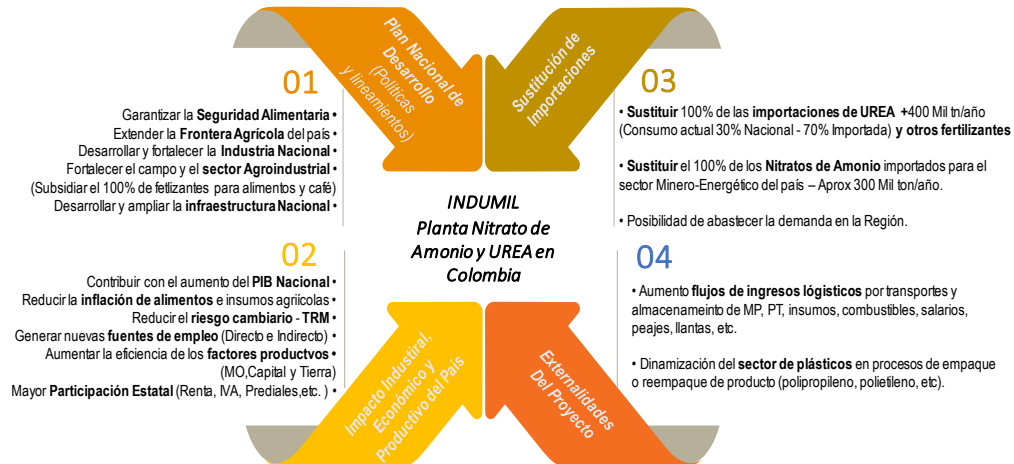 Plan Nacional de
Desarrollo
(Políticas
y lineamientos)
01
Garantizar la Seguridad Alimentaria •
Extender la Frontera Agrícola del país •
Desarrollar y fortalecer la Industria Nacional •
Fortalecer el campo y el sector Agroindustrial •
(Subsidiar el 100% de fetlizantes para alimentos y café)
Desarrollar y ampliar la infraestructura Nacional •
Sustitución de
Importaciones
03
• Sustituir 100% de las importaciones de UREA +400 Mil tn/año
(Consumo actual 30% Nacional - 70% Importada) y otros fertilizantes
• Sustituir el 100% de los Nitratos de Amonio importados para el
sector Minero-Energético del país – Aprox 300 Mil ton/año.
• Posibilidad de abastecer la demanda en la Región.
INDUMIL
Planta Nitrato de
Amonio y UREA en
Colombia
02
Contribuir con el aumento del PIB Nacional •
Reducir la inflación de alimentos e insumos agriícolas •
Reducir el riesgo cambiario - TRM •
Generar nuevas fuentes de empleo (Directo e Indirecto) •
Aumentar la eficiencia de los factores productvos •
(MO,Capital y Tierra)
Mayor Participación Estatal (Renta, IVA, Prediales,etc. ) •
Impacto Industiral,
Económico y
Productivo del País
04
• Aumento flujos de ingresos lógisticos por transportes y
almacenameinto de MP, PT, insumos, combustibles, salarios,
peajes, llantas, etc.
• Dinamización del sector de plásticos en procesos de empaque
o reempaque de producto (polipropileno, polietileno, etc).
Externalidades
Del Proyecto